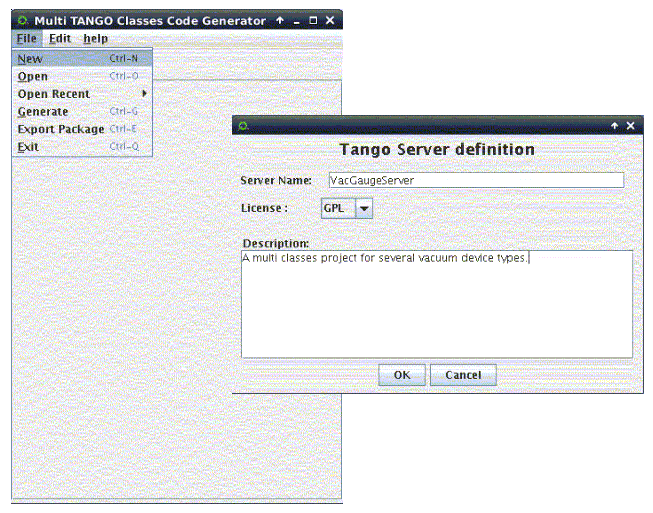 Multi TANGO Classes Code Generator
File Edit help
New Ctrl-N
Open Ctrl-O
Open Recent
Generate Ctrl-G
Export Package Ctrl-E
Exit Ctrl-Q
Tango Server definition
Server Name: VacGaugeServer
License : GPL
Description:
A multi classes project for several vacuum device types.
OK Cancel